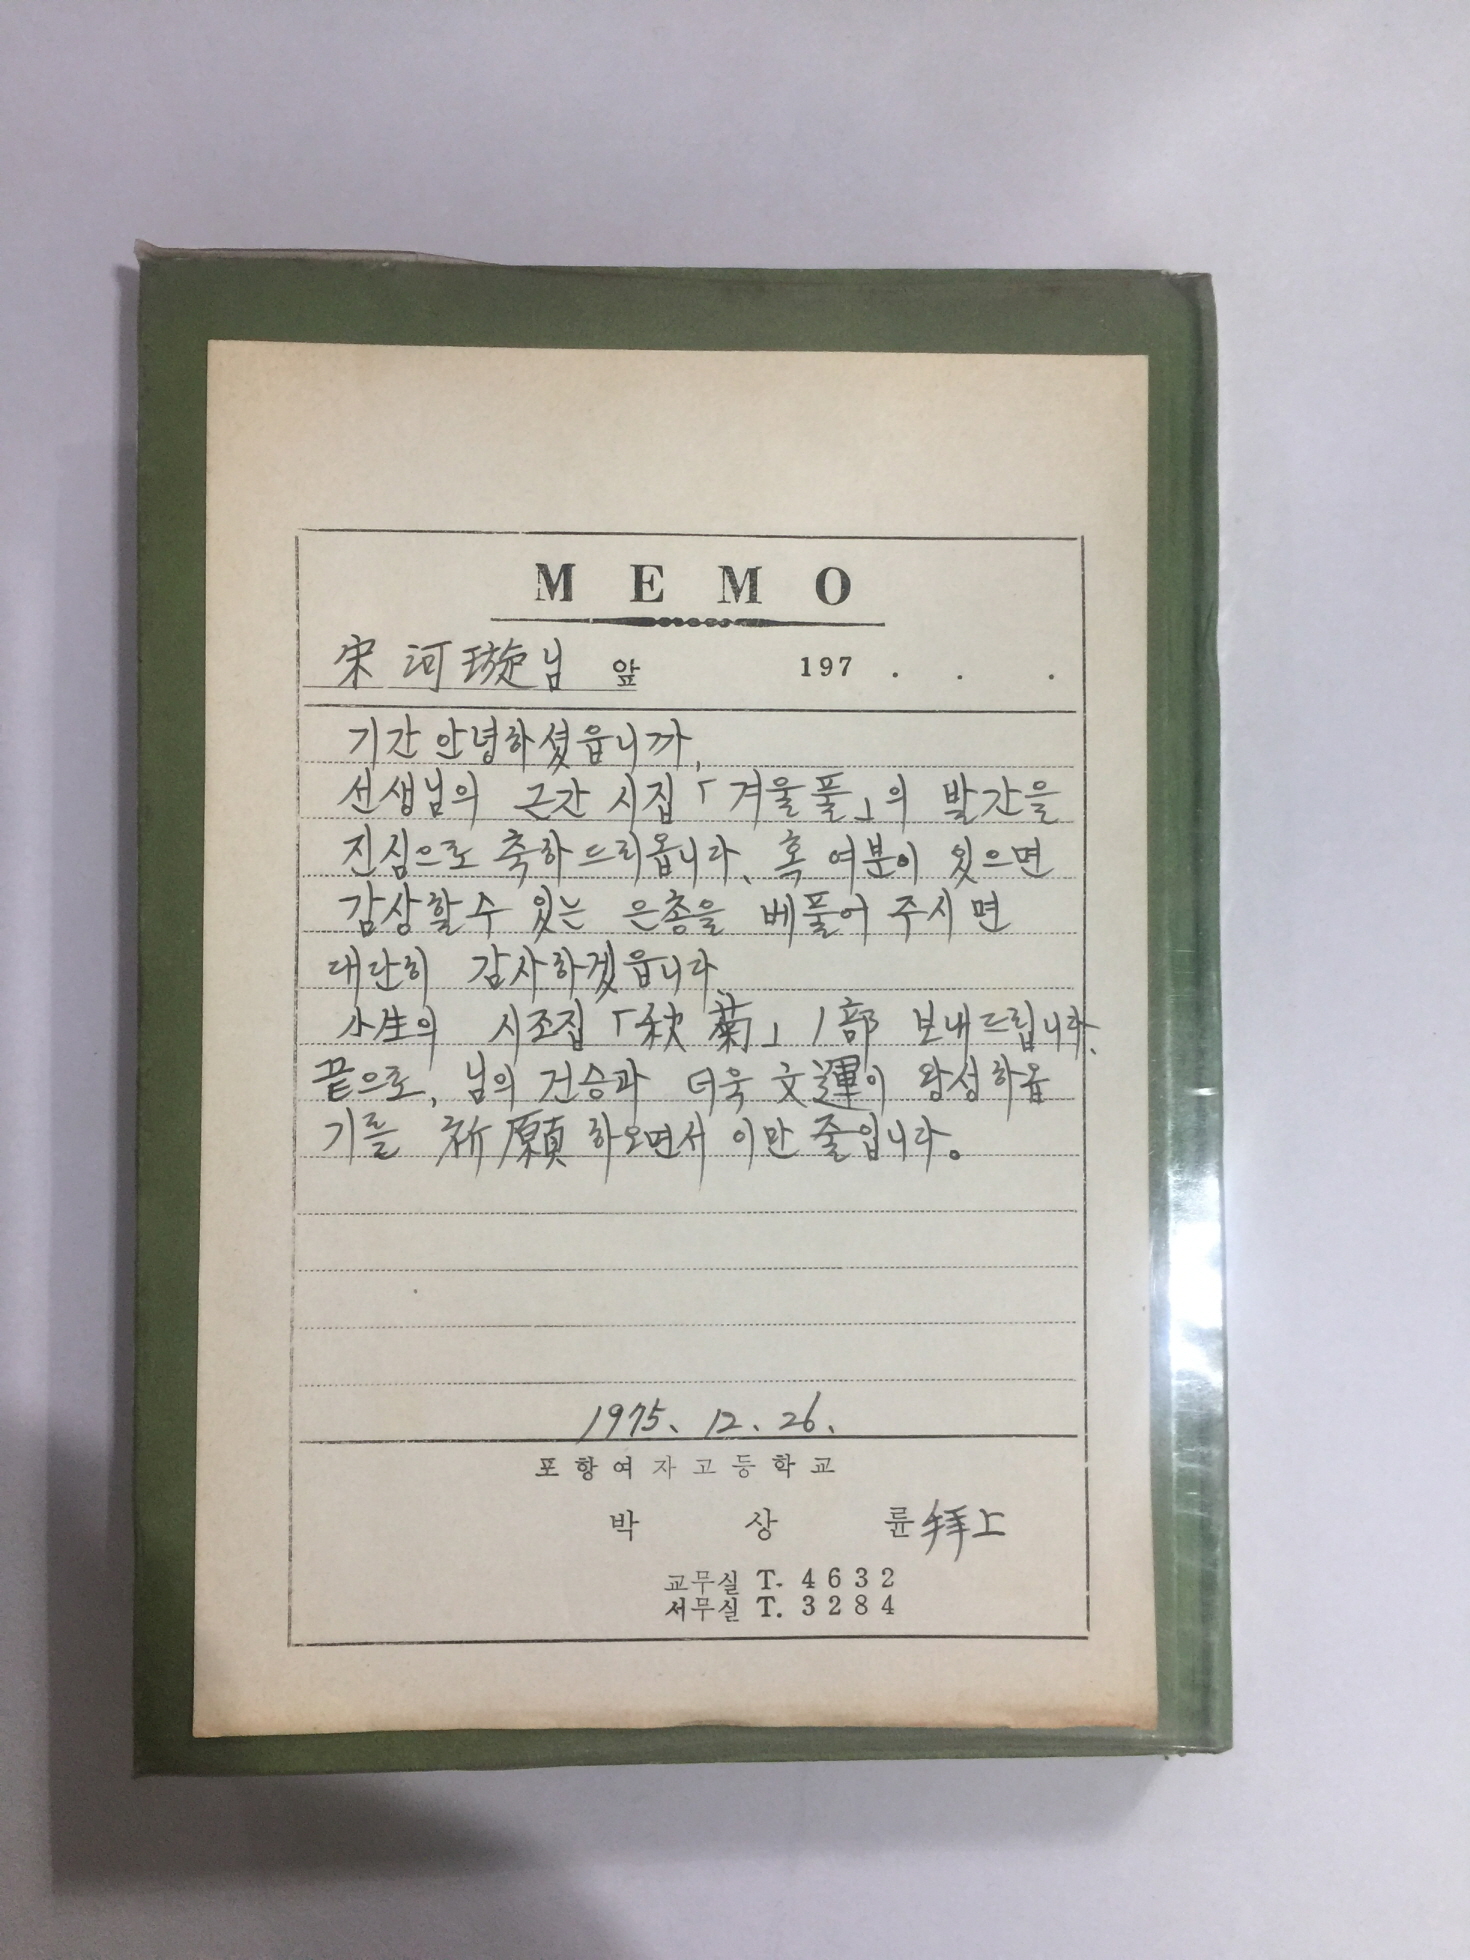 MEMO
宋河璇님 앞 197 . . .
기간 안녕하셨읍니까,
선생님의 근간 시집 「겨울풀」의 발간을
진심으로 축하드리옵니다. 혹 여분이 있으면
감상할수 있는 은총을 베풀어 주시면
대단히 감사하겠읍니다.
小生의 시조집 「秋菊」 1部 보내드립니다.
끝으로, 님의 건승과 더욱 文運이 왕성하옵
기를 祈願하오면서 이만 줄입니다。
1975. 12. 26.
포항여자고등학교
박상륜 拜上
교무실 T. 4632
서무실 T. 3284